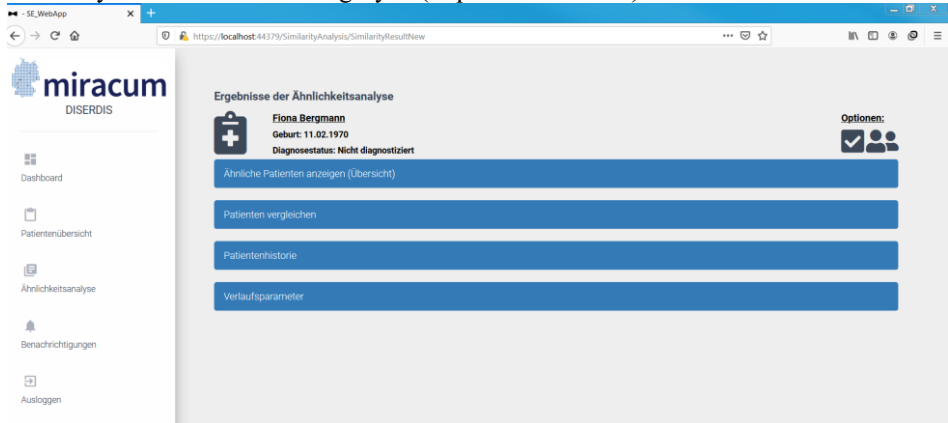 - SE_WebApp
https://localhost:44379/SimilarityAnalysis/SimilarityResultNew
miracum
DISERDIS
Dashboard
Patientenübersicht
Ähnlichkeitsanalyse
Benachrichtigungen
Ausloggen
Ergebnisse der Ähnlichkeitsanalyse
Fiona Bergmann
Geburt: 11.02.1970
Diagnosestatus: Nicht diagnostiziert
Optionen:
Ähnliche Patienten anzeigen (Übersicht)
Patienten vergleichen
Patientenhistorie
Verlaufsparameter